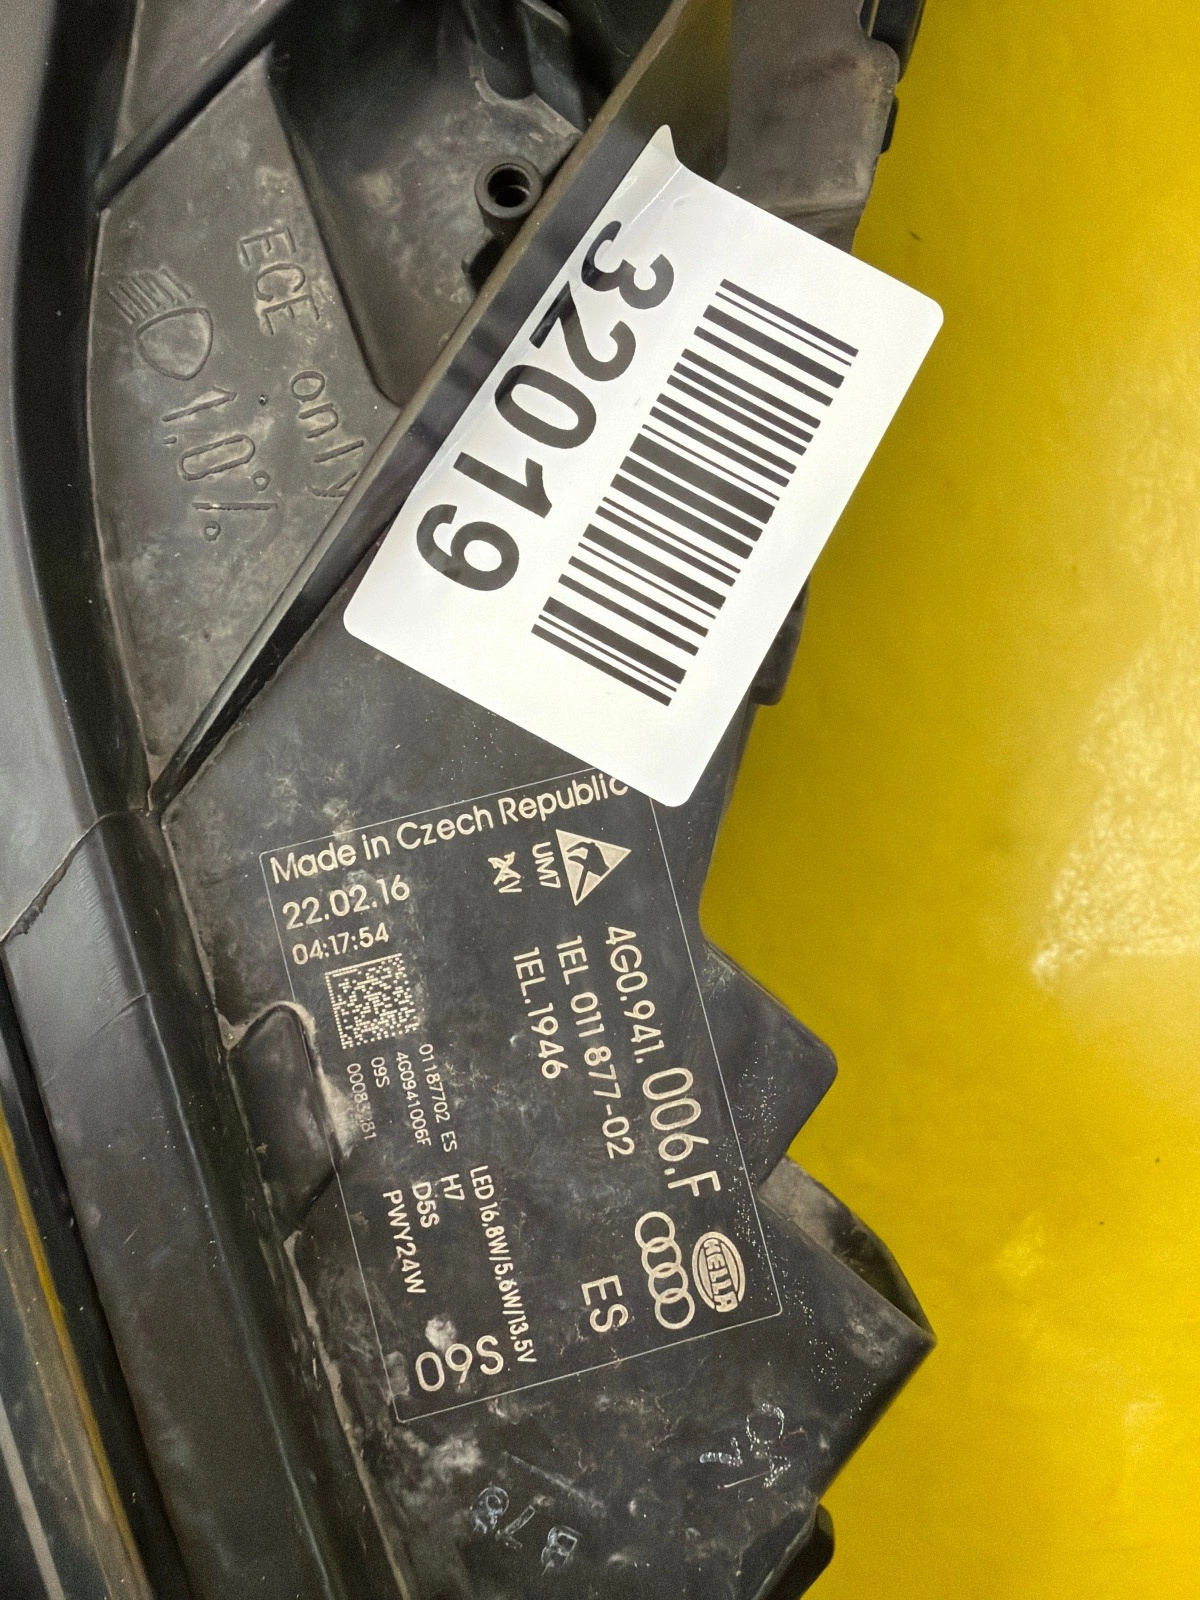 32019
ECE only
1,0%
Made in Czech Republic
22.02.16
04:17:54
UM7
4G0.941.006.F
1EL 011 877-02
1EL.1946
HELLA
ES
01187702 ES
4G0941006F
09S
LED 16,8W/5,6W/13,5V
H7
D5S
PWY24W
09S